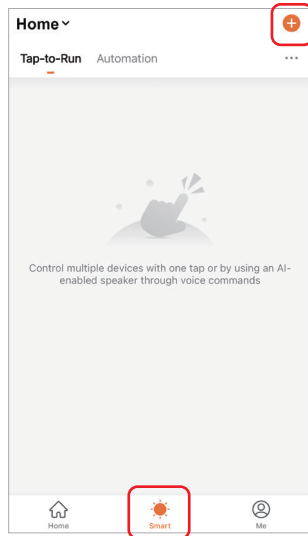 Home
Tap-to-Run Automation
Control multiple devices with one tap or by using an AI-
enabled speaker through voice commands
Home Smart Me